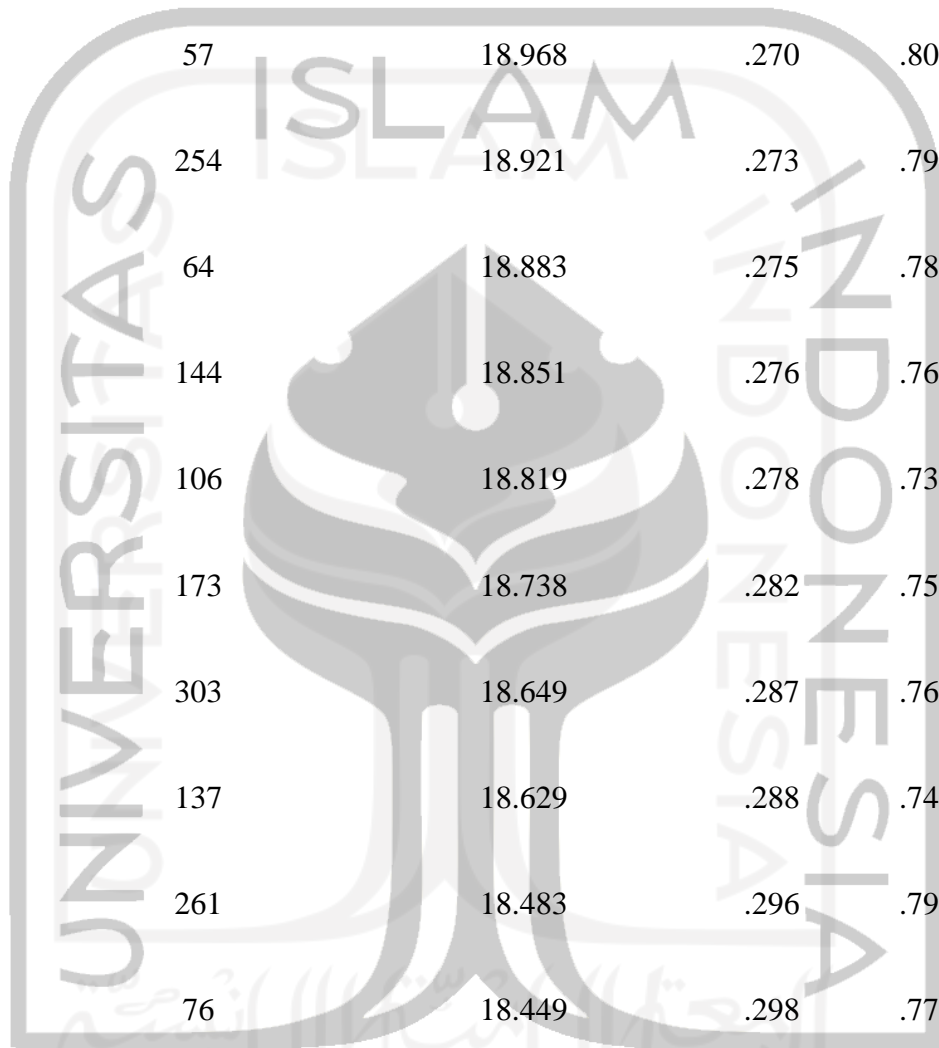 ISLAM
UNIVERSITAS
INDONESIA
57 18.968 .270 .80
254 18.921 .273 .79
64 18.883 .275 .78
144 18.851 .276 .76
106 18.819 .278 .73
173 18.738 .282 .75
303 18.649 .287 .76
137 18.629 .288 .74
261 18.483 .296 .79
76 18.449 .298 .77